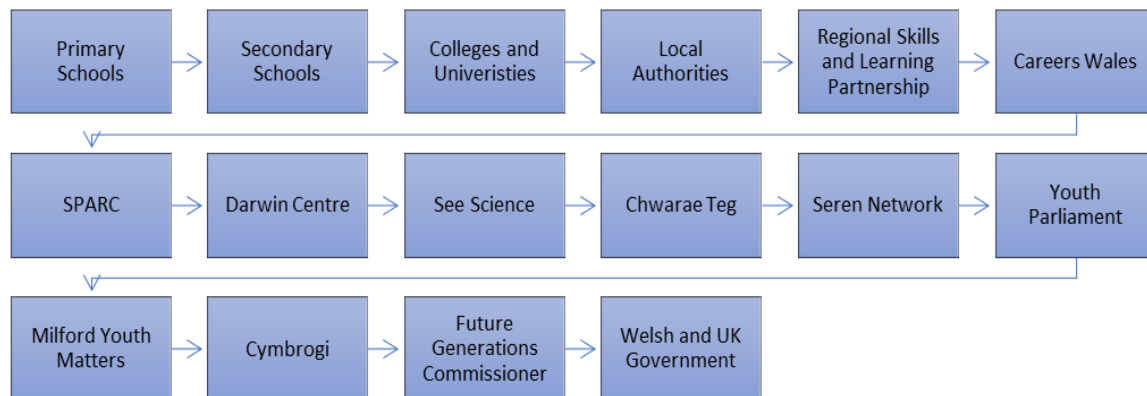 Primary
Schools
Secondary
Schools
Colleges and
Univeristies
Local
Authorities
Regional Skills
and Learning
Partnership
Careers Wales
SPARC
Darwin Centre
See Science
Chwarae Teg
Seren Network
Youth
Parliament
Milford Youth
Matters
Cymbrogi
Future
Generations
Commissioner
Welsh and UK
Government